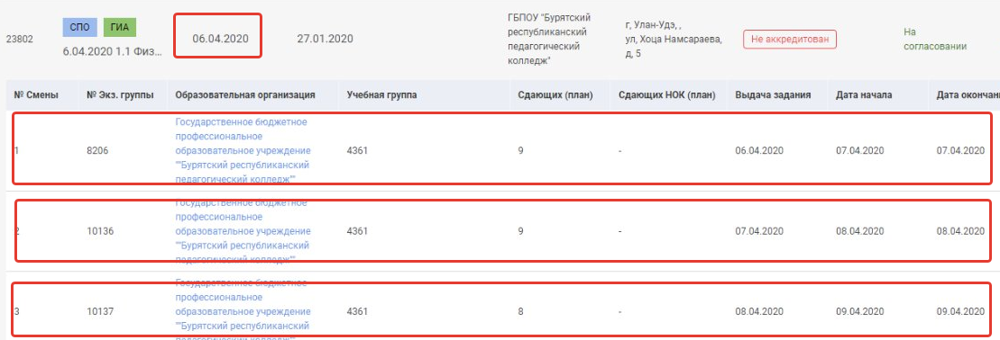 23802
СПО ГИА
6.04.2020 1.1 Физ...
06.04.2020
27.01.2020
ГБПОУ "Бурятский
республиканский
педагогический
колледж"
г, Улан-Удэ, ,
ул, Хоца Намсараева,
д, 5
Не аккредитован
На
согласовании
№ Смены № Экз. группы Образовательная организация Учебная группа Сдающих (план) Сдающих НОК (план) Выдача задания Дата начала Дата окончан
1 8206
Государственное бюджетное
профессиональное
образовательное учреждение
""Бурятский республиканский
педагогический колледж""
4361 9 - 06.04.2020 07.04.2020 07.04.2020
2 10136
Государственное бюджетное
профессиональное
образовательное учреждение
""Бурятский республиканский
педагогический колледж""
4361 9 - 07.04.2020 08.04.2020 08.04.2020
3 10137
Государственное бюджетное
профессиональное
образовательное учреждение
""Бурятский республиканский
педагогический колледж""
4361 8 - 08.04.2020 09.04.2020 09.04.2020